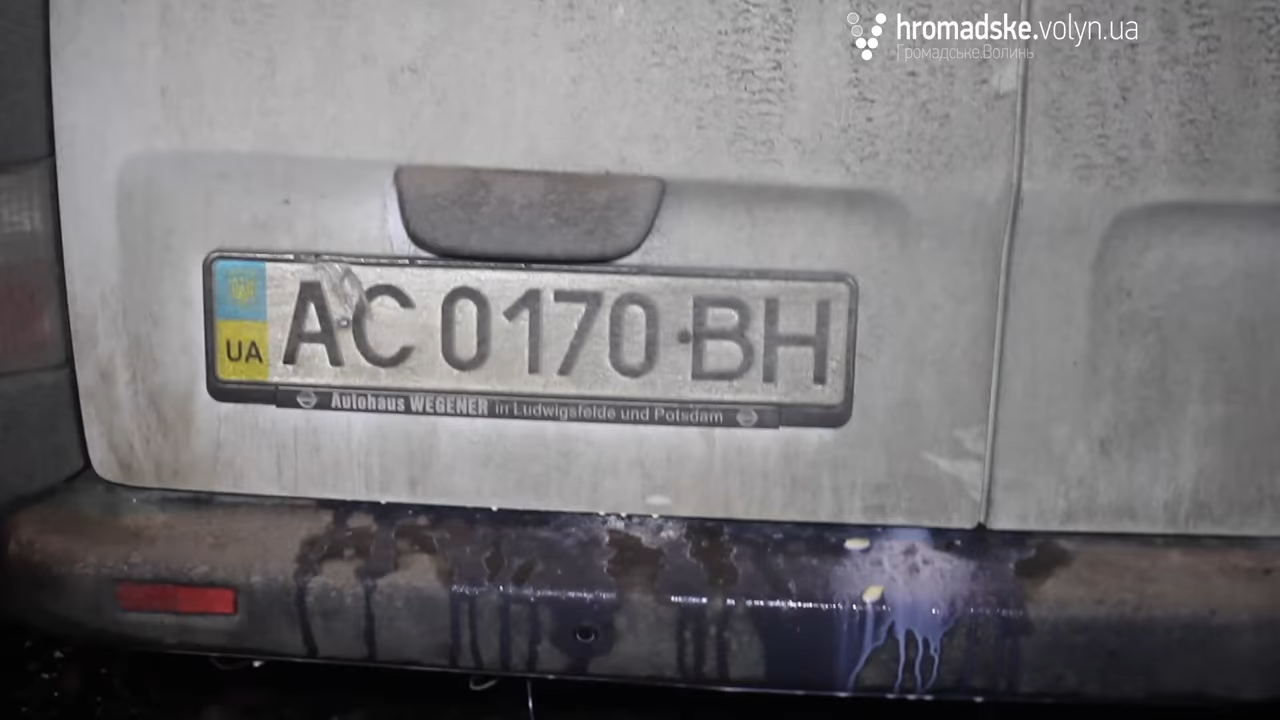 hromadske.volyn.ua
Громадське.Волинь
UA AC 0170 BH
Autohaus WEGENER in Ludwigsfelde und Potsdam